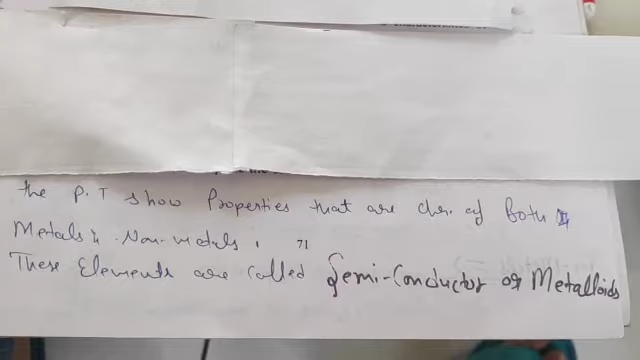 the P.T show Properties that are chr. of both
Metals & Non-metals. 71
These Elements are called Semi-Conductor or Metalloids